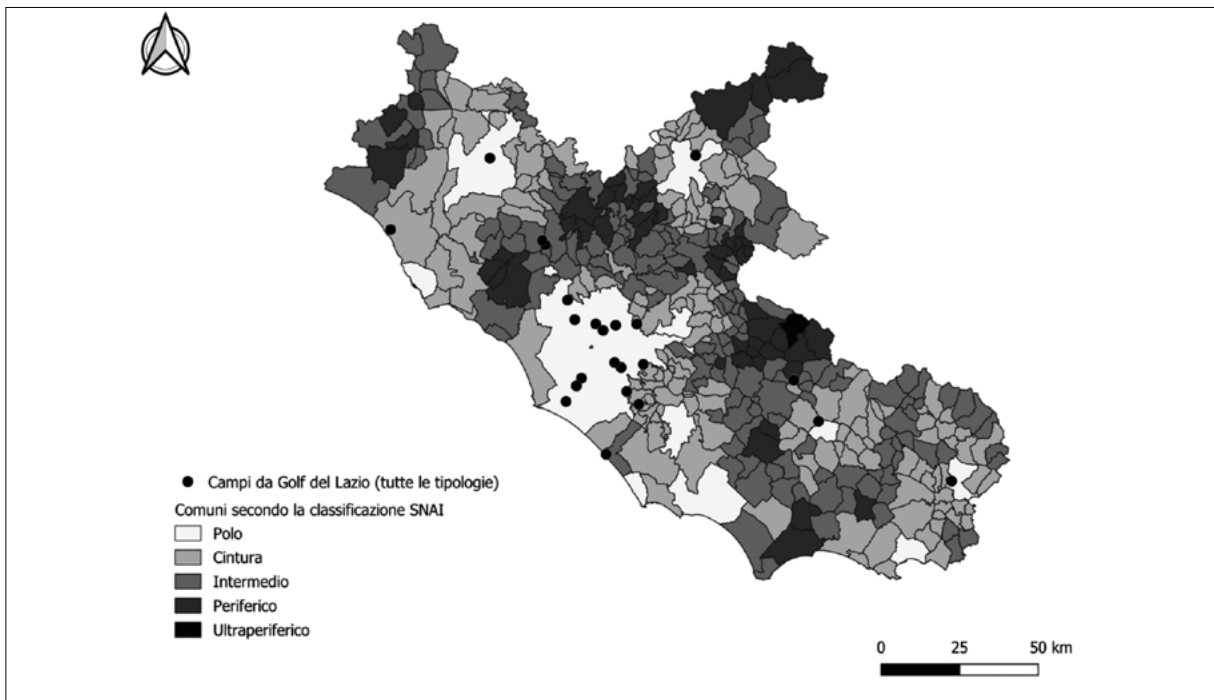 Campi da Golf del Lazio (tutte le tipologie)
Comuni secondo la classificazione SNAI
Polo
Cintura
Intermedio
Periferico
Ultraperiferico
0 25 50 km